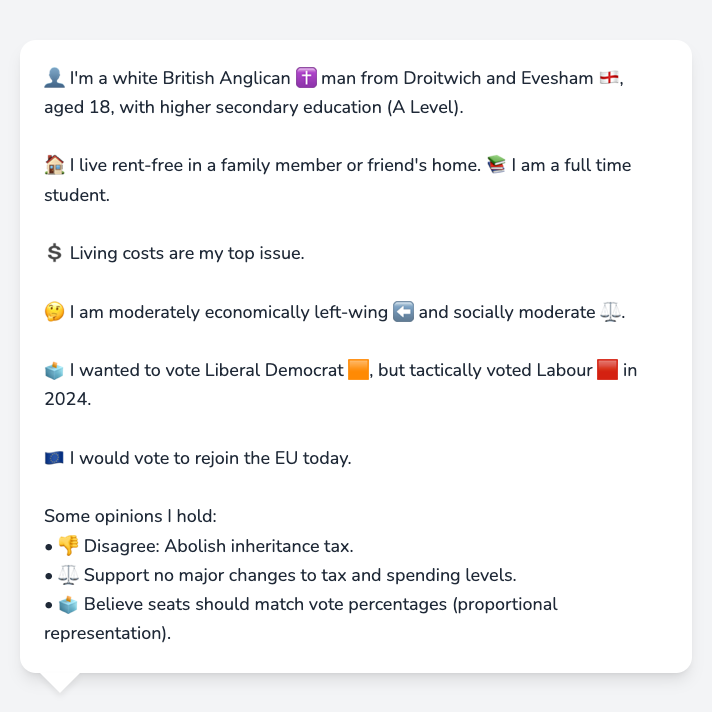 👤 I'm a white British Anglican ✝️ man from Droitwich and Evesham 🏴󠁧󠁢󠁥󠁮󠁧󠁿,
aged 18, with higher secondary education (A Level).
🏠 I live rent-free in a family member or friend's home. 📚 I am a full time
student.
💲 Living costs are my top issue.
🤔 I am moderately economically left-wing ⬅️ and socially moderate ⚖️.
🗳️ I wanted to vote Liberal Democrat 🟧, but tactically voted Labour 🟥 in
2024.
🇪🇺 I would vote to rejoin the EU today.
Some opinions I hold:
• 👎 Disagree: Abolish inheritance tax.
• ⚖️ Support no major changes to tax and spending levels.
• 🗳️ Believe seats should match vote percentages (proportional
representation).